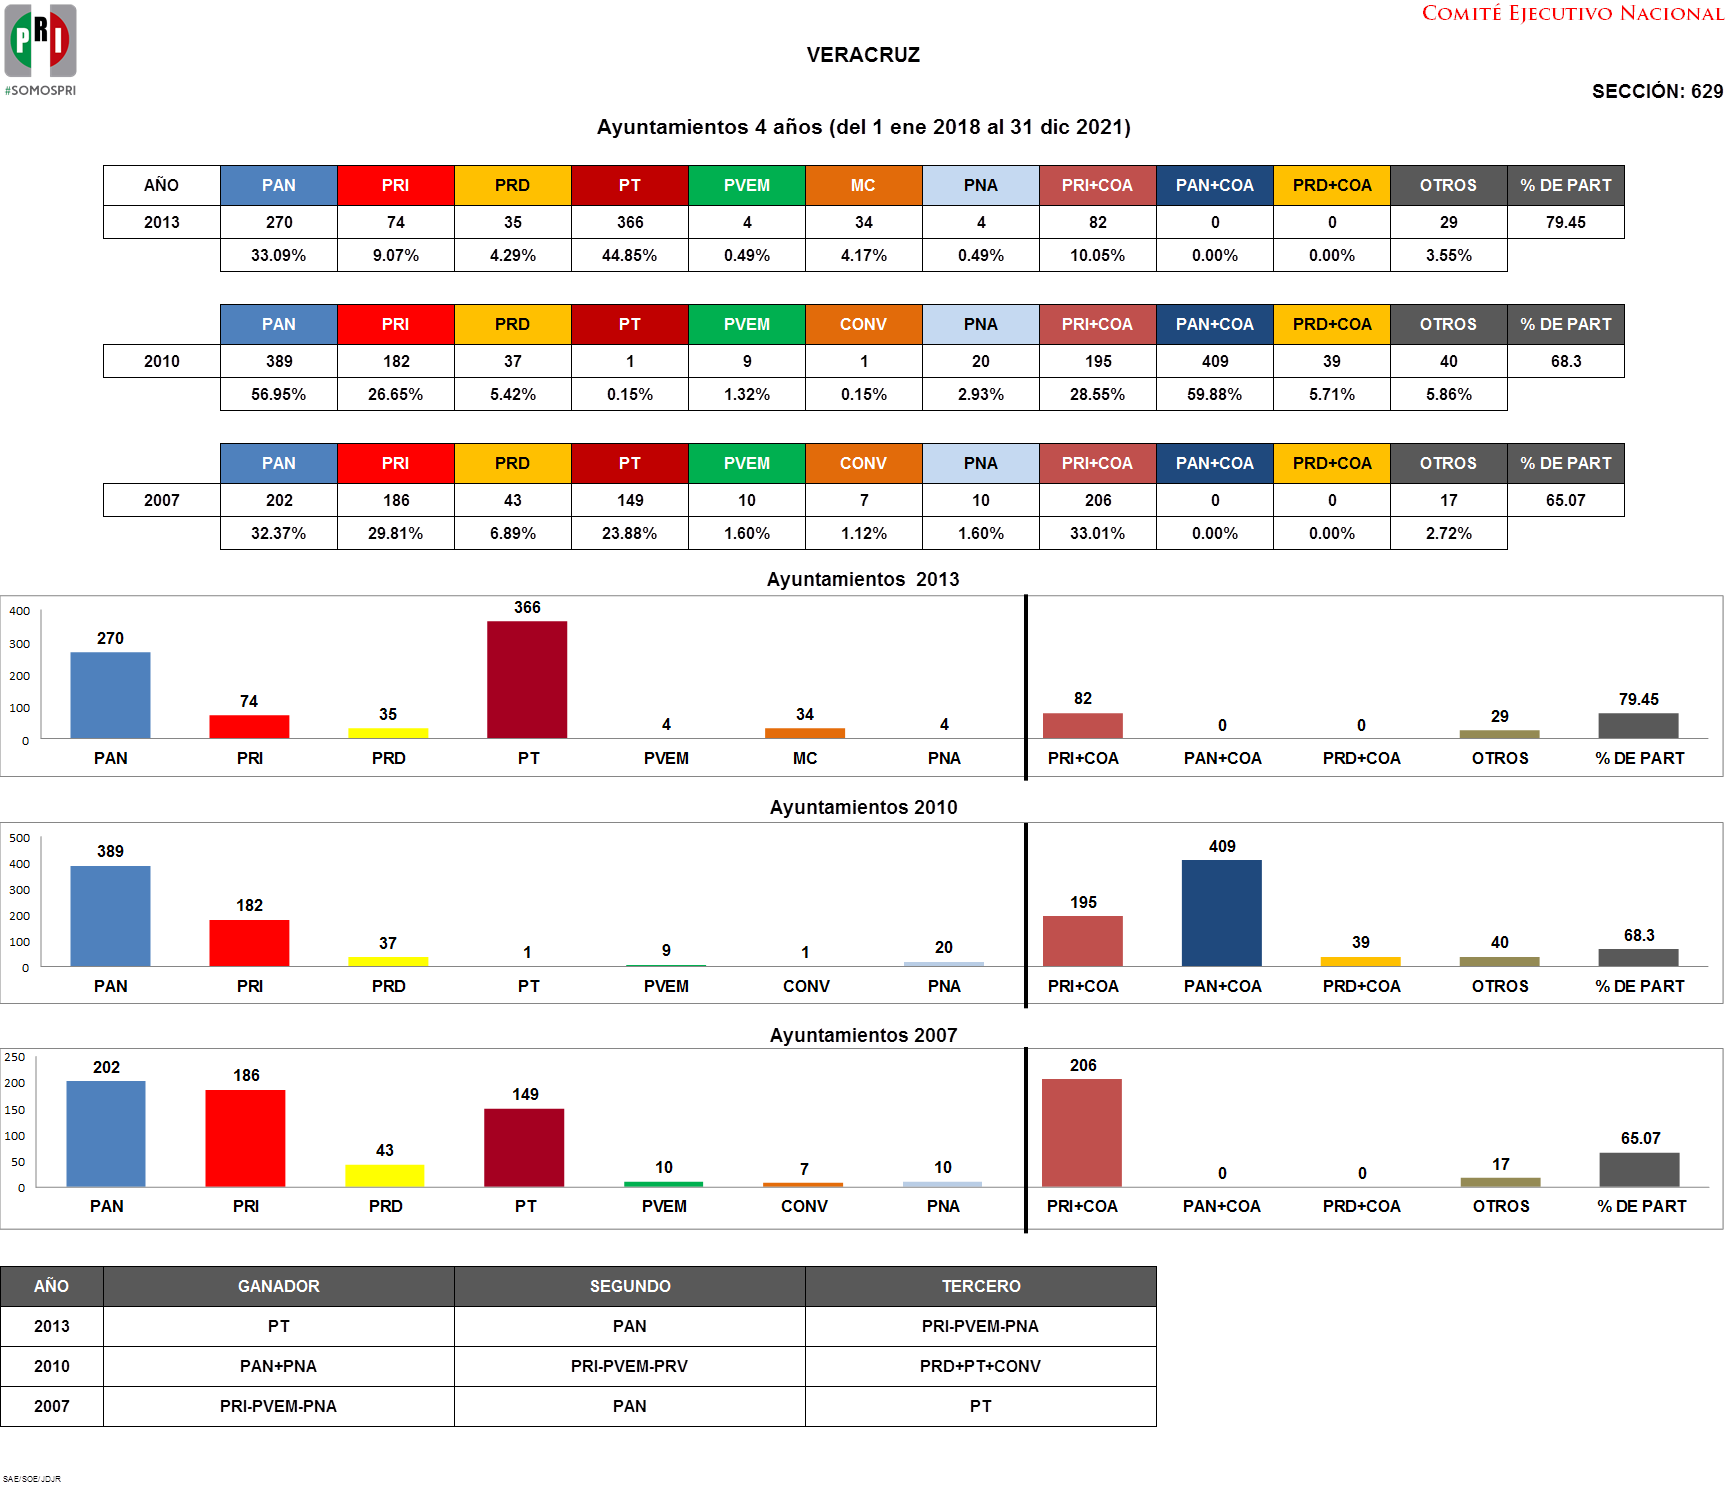 PRI
#SOMOSPRI
COMITÉ EJECUTIVO NACIONAL
VERACRUZ
SECCIÓN: 629
Ayuntamientos 4 años (del 1 ene 2018 al 31 dic 2021)
AÑO PAN PRI PRD PT PVEM MC PNA PRI+COA PAN+COA PRD+COA OTROS % DE PART
2013 270 74 35 366 4 34 4 82 0 0 29 79.45
33.09% 9.07% 4.29% 44.85% 0.49% 4.17% 0.49% 10.05% 0.00% 0.00% 3.55%
PAN PRI PRD PT PVEM CONV PNA PRI+COA PAN+COA PRD+COA OTROS % DE PART
2010 389 182 37 1 9 1 20 195 409 39 40 68.3
56.95% 26.65% 5.42% 0.15% 1.32% 0.15% 2.93% 28.55% 59.88% 5.71% 5.86%
PAN PRI PRD PT PVEM CONV PNA PRI+COA PAN+COA PRD+COA OTROS % DE PART
2007 202 186 43 149 10 7 10 206 0 0 17 65.07
32.37% 29.81% 6.89% 23.88% 1.60% 1.12% 1.60% 33.01% 0.00% 0.00% 2.72%
Ayuntamientos 2013
400
300
200
100
0
270 74 35 366 4 34 4 82 0 0 29 79.45
PAN PRI PRD PT PVEM MC PNA PRI+COA PAN+COA PRD+COA OTROS % DE PART
Ayuntamientos 2010
500
400
300
200
100
0
389 182 37 1 9 1 20 195 409 39 40 68.3
PAN PRI PRD PT PVEM CONV PNA PRI+COA PAN+COA PRD+COA OTROS % DE PART
Ayuntamientos 2007
250
200
150
100
50
0
202 186 43 149 10 7 10 206 0 0 17 65.07
PAN PRI PRD PT PVEM CONV PNA PRI+COA PAN+COA PRD+COA OTROS % DE PART
AÑO GANADOR SEGUNDO TERCERO
2013 PT PAN PRI-PVEM-PNA
2010 PAN+PNA PRI-PVEM-PRV PRD+PT+CONV
2007 PRI-PVEM-PNA PAN PT
SAE/SOE/JDJR